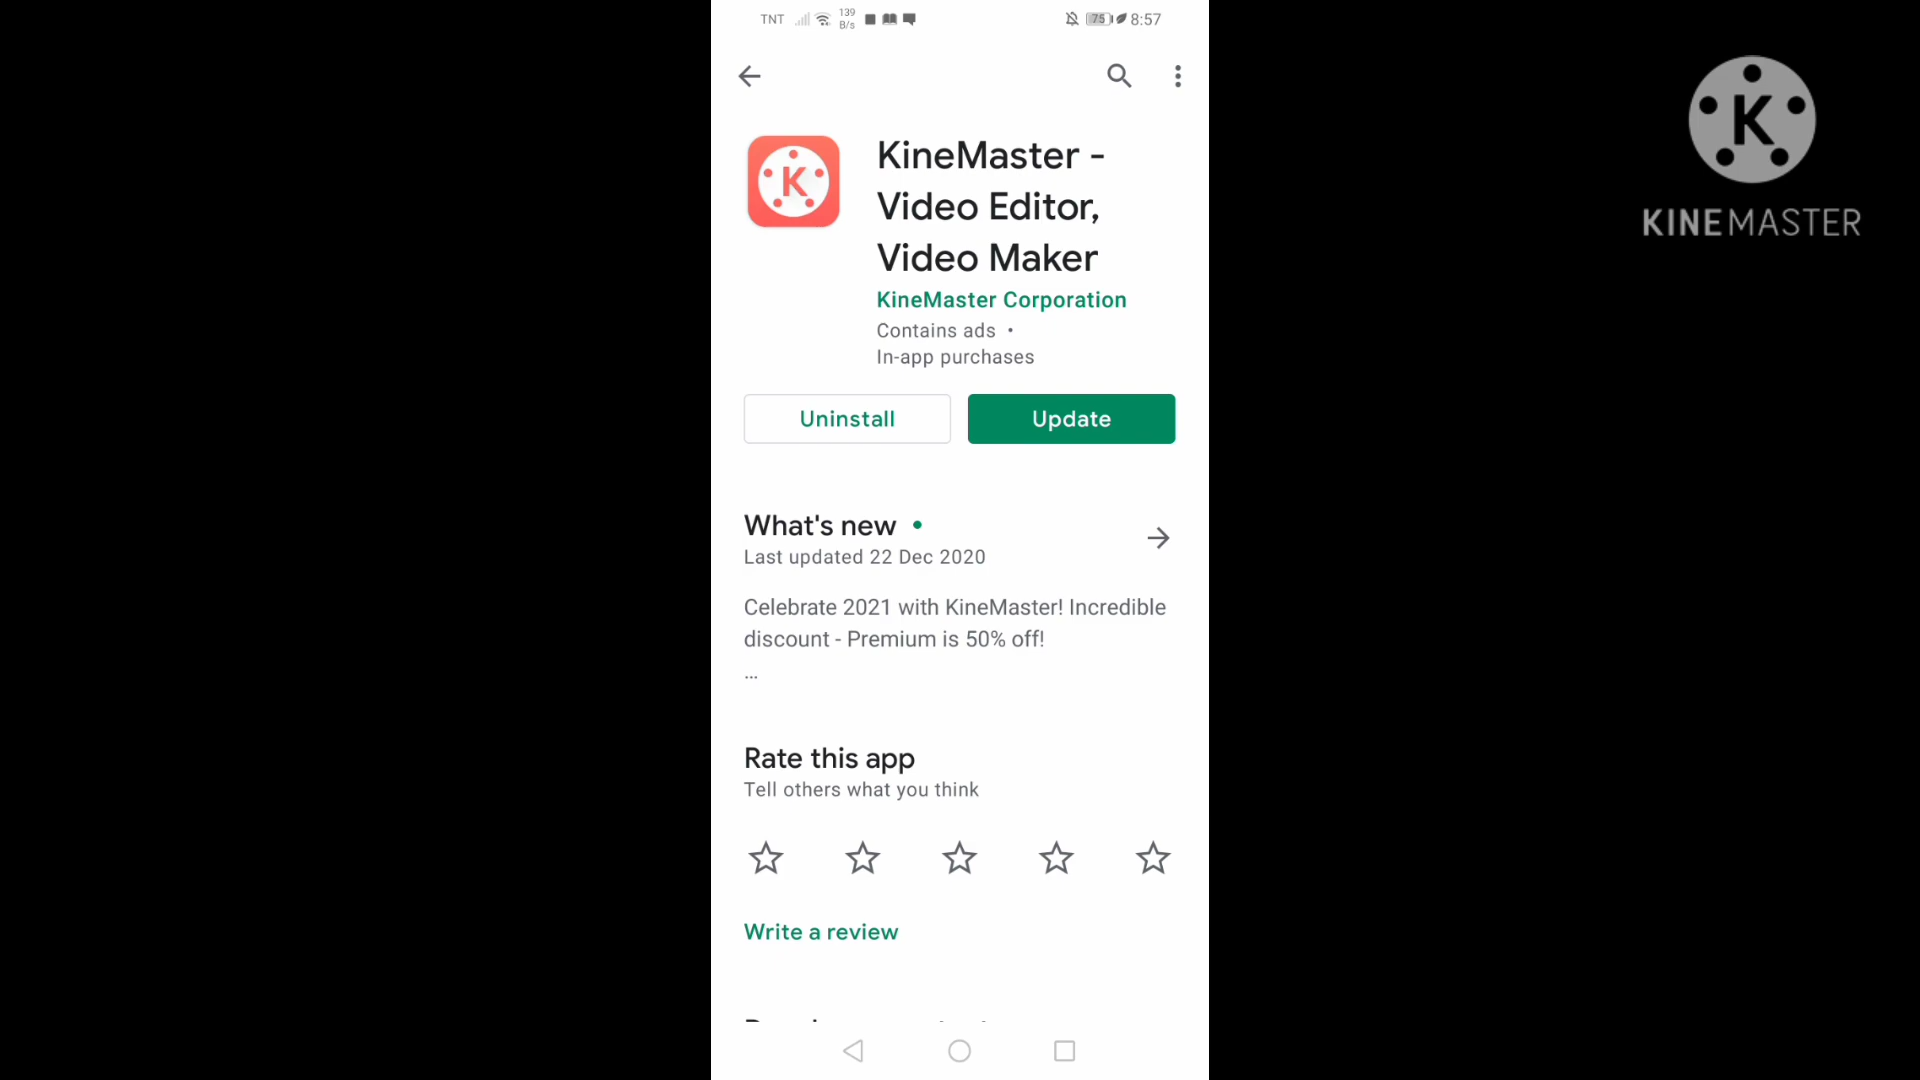 TNT 139 B/s 75 8:57
K
KINEMASTER
K
KineMaster -
Video Editor,
Video Maker
KineMaster Corporation
Contains ads •
In-app purchases
Uninstall Update
What's new •
Last updated 22 Dec 2020
Celebrate 2021 with KineMaster! Incredible
discount - Premium is 50% off!
...
Rate this app
Tell others what you think
Write a review